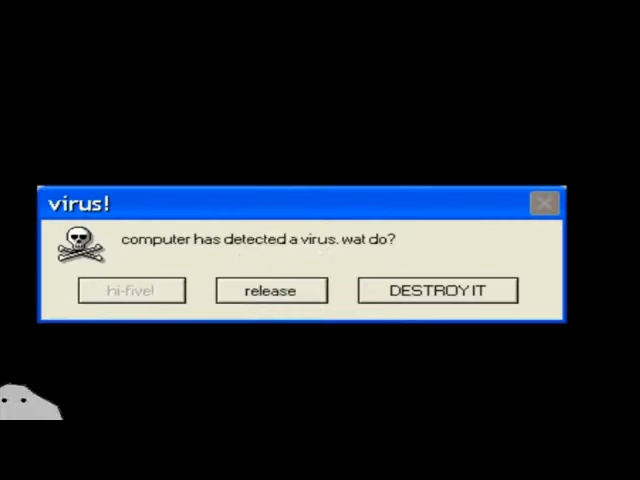 virus!
computer has detected a virus. wat do?
hi-five!
release
DESTROY IT